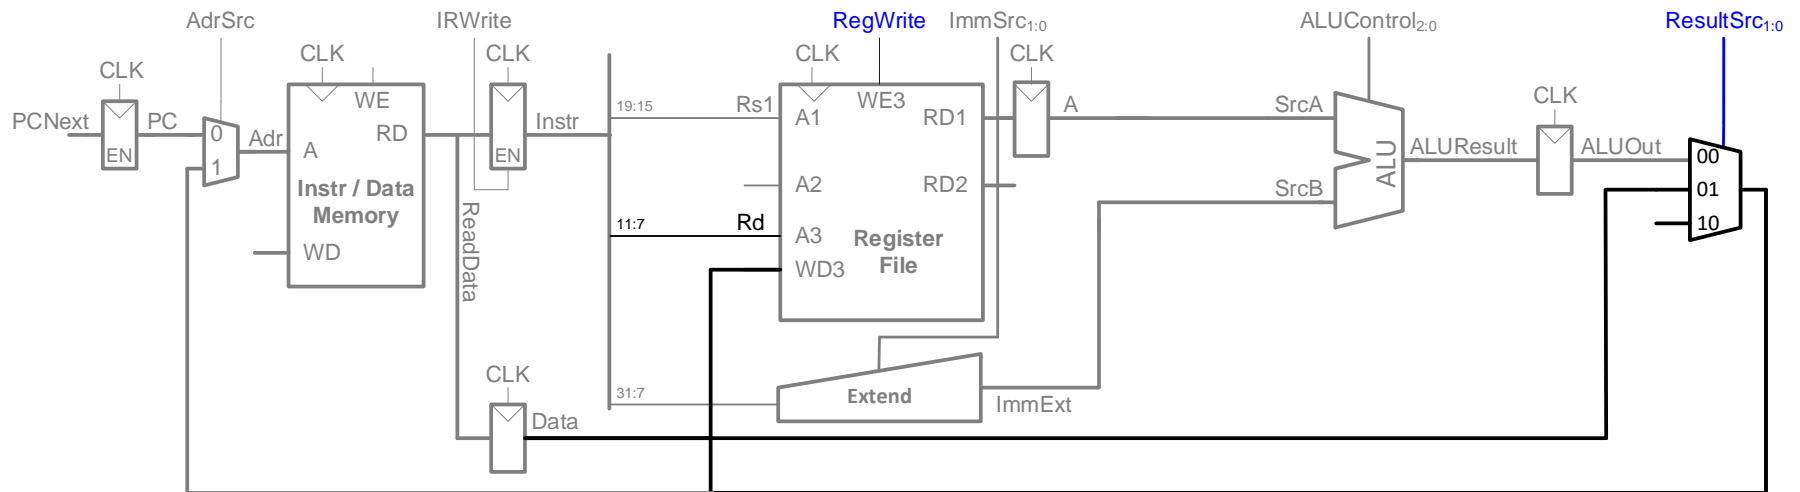 AdrSrc IRWrite RegWrite ImmSrc1:0 ALUControl2:0 ResultSrc1:0
CLK CLK CLK CLK
CLK CLK
PCNext PC EN
0
1
Adr
WE
RD
A
Instr / Data
Memory
WD
EN
Instr
ReadData
CLK
Data
19:15 Rs1
11:7 Rd
31:7
WE3
A1 RD1
A2 RD2
A3
WD3
Register
File
Extend
ImmExt
A
SrcA
SrcB
ALU
ALUResult
ALUOut
00
01
10